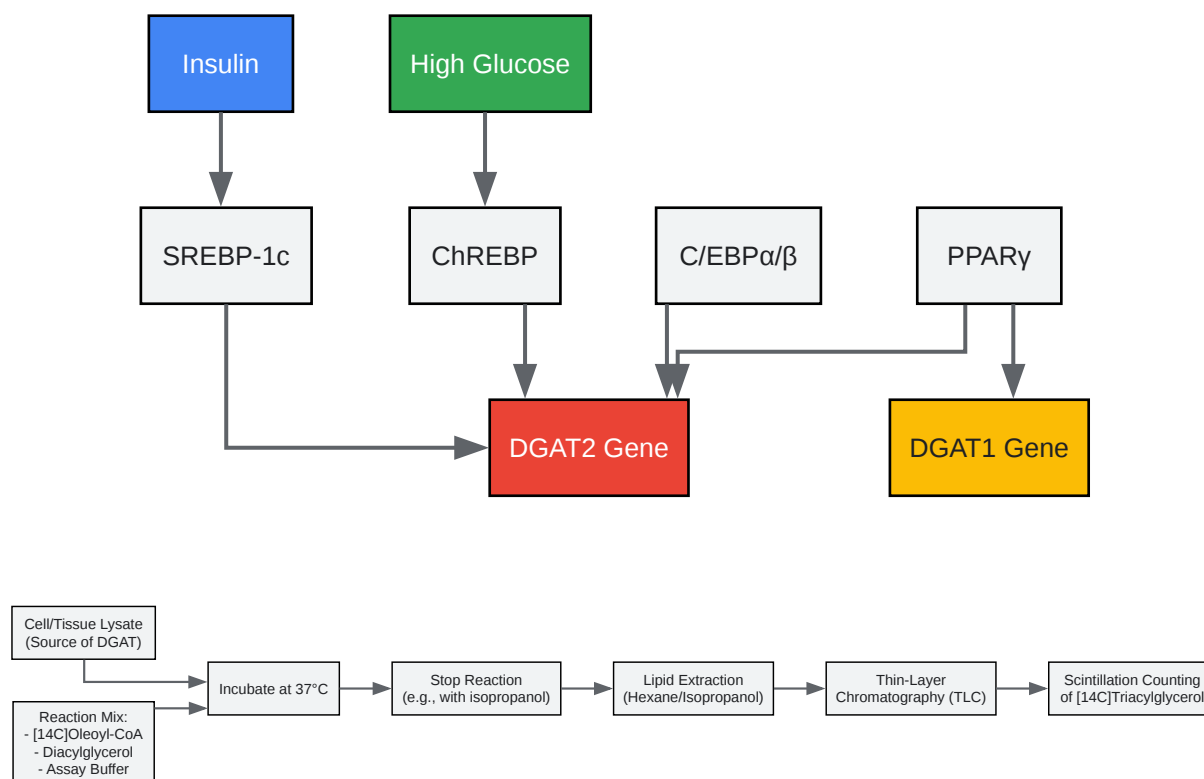 Insulin
High Glucose
SREBP-1c
ChREBP
C/EBPα/β
PPARγ
DGAT2 Gene
DGAT1 Gene
Cell/Tissue Lysate
(Source of DGAT)
Reaction Mix:
- [14C]Oleoyl-CoA
- Diacylglycerol
- Assay Buffer
Incubate at 37°C
Stop Reaction
(e.g., with isopropanol)
Lipid Extraction
(Hexane/Isopropanol)
Thin-Layer
Chromatography (TLC)
Scintillation Counting
of [14C]Triacylglycerol